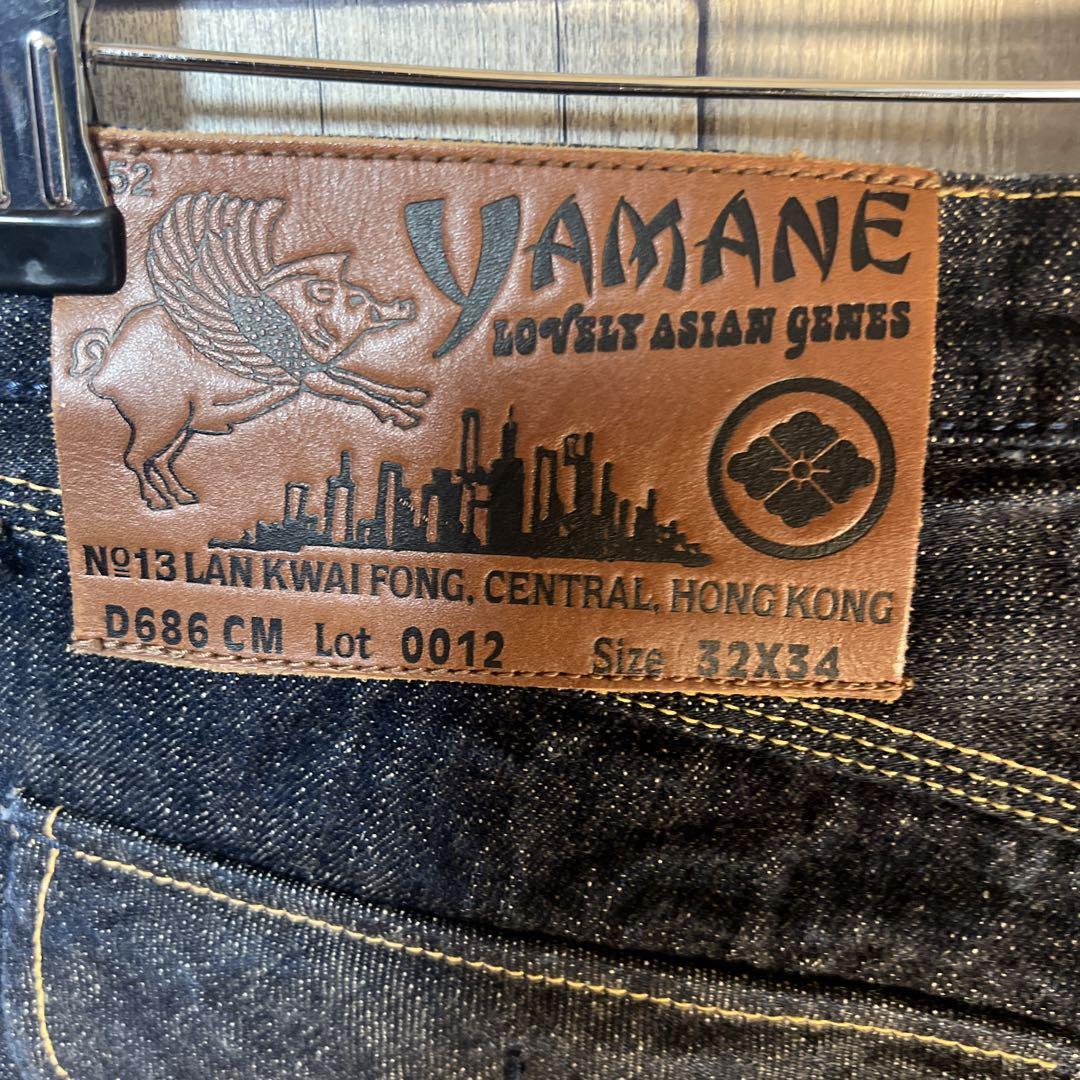 52
YAMANE
LOVELY ASIAN GENES
Nº13 LAN KWAI FONG, CENTRAL, HONG KONG
D686 CM Lot 0012 Size 32X34